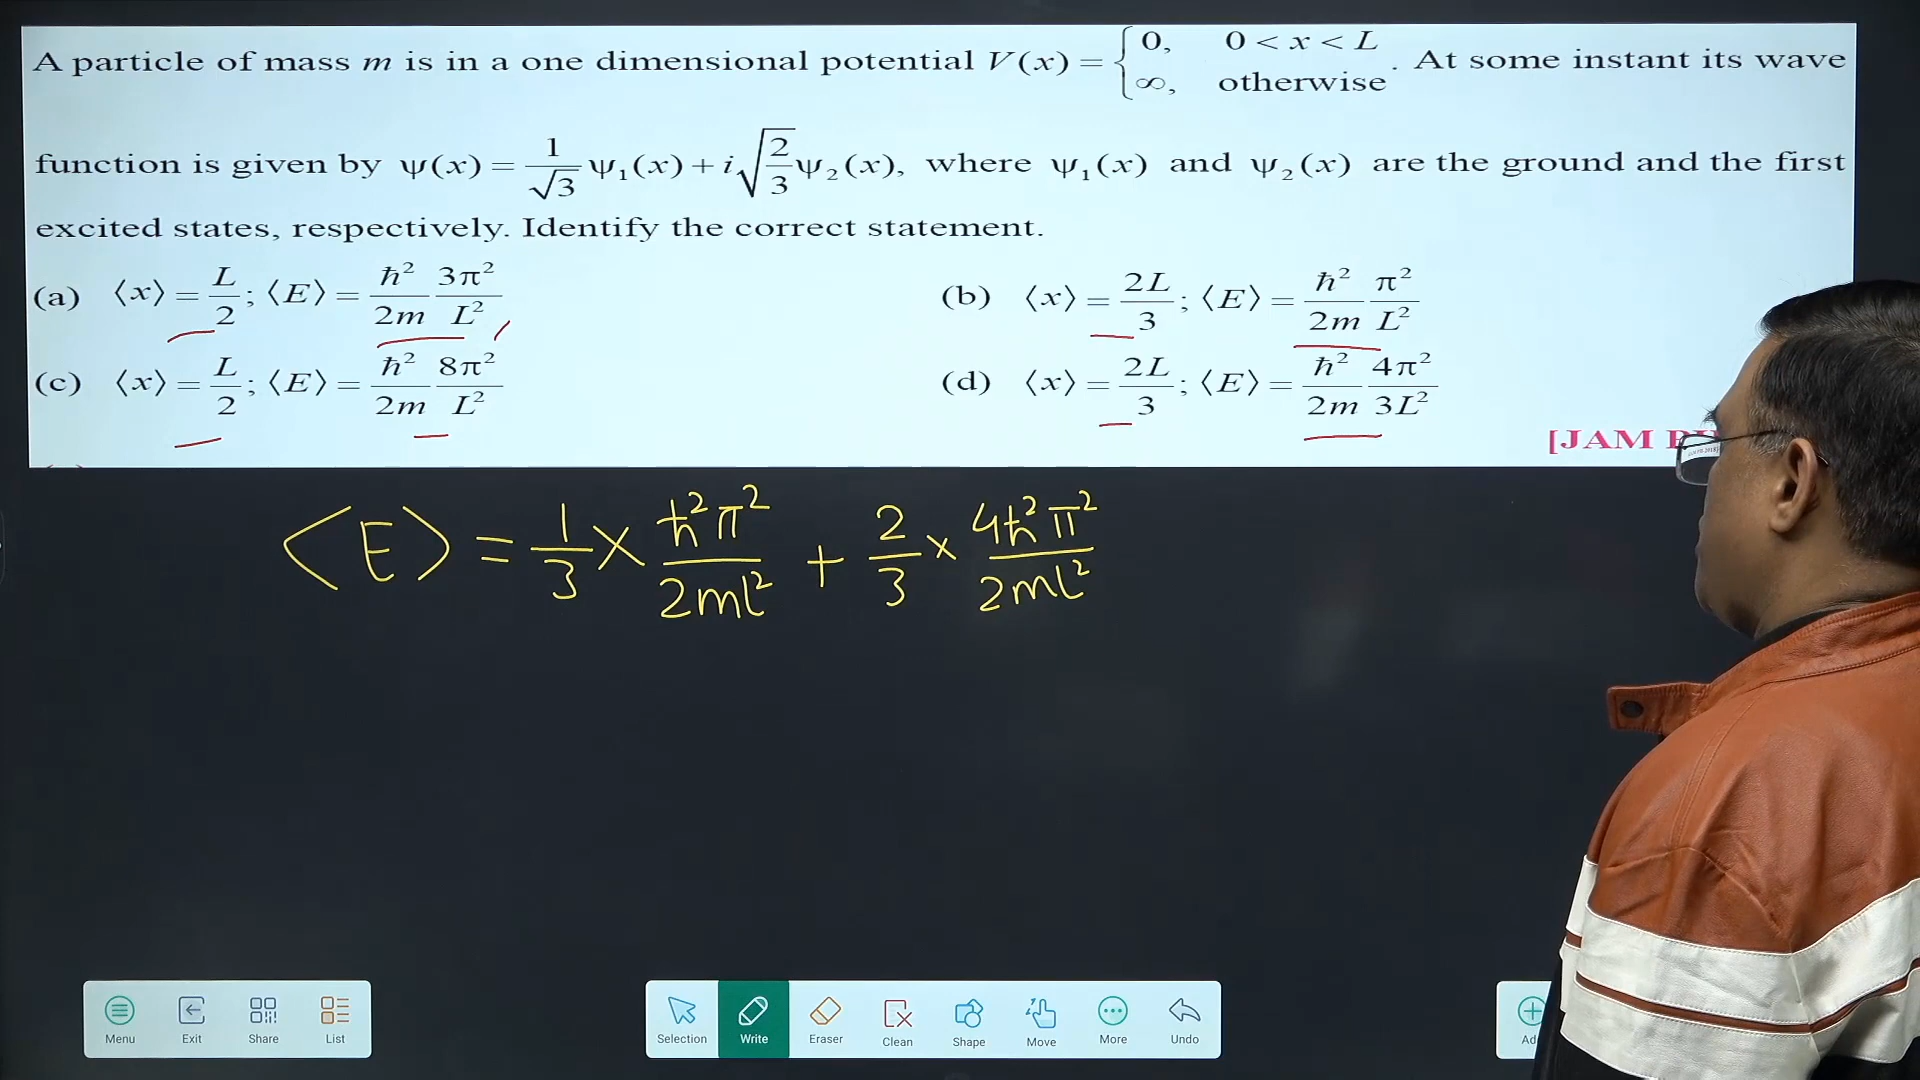 A particle of mass m is in a one dimensional potential V(x) = { 0, 0 < x < L
∞, otherwise . At some instant its wave
function is given by ψ(x) = 1/√3 ψ₁(x) + i√(2/3) ψ₂(x), where ψ₁(x) and ψ₂(x) are the ground and the first
excited states, respectively. Identify the correct statement.
(a) ⟨x⟩ = L/2 ; ⟨E⟩ = ℏ²/2m 3π²/L²
(b) ⟨x⟩ = 2L/3 ; ⟨E⟩ = ℏ²/2m π²/L²
(c) ⟨x⟩ = L/2 ; ⟨E⟩ = ℏ²/2m 8π²/L²
(d) ⟨x⟩ = 2L/3 ; ⟨E⟩ = ℏ²/2m 4π²/3L²
[JAM
⟨E⟩ = 1/3 × ħ²π²/2mL² + 2/3 × 4ħ²π²/2mL²
Menu Exit Share List
Selection Write Eraser Clean Shape Move More Undo